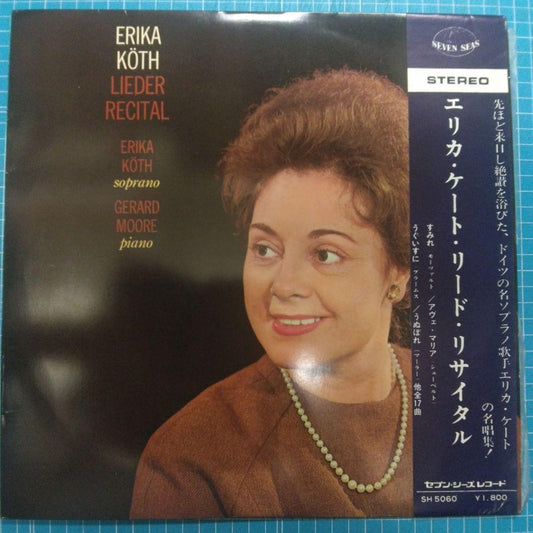 ERIKA
KÖTH
LIEDER
RECITAL
ERIKA
KÖTH
soprano
GERARD
MOORE
piano
SEVEN SEAS
STEREO
先ほど来日し絶讃を浴びた、ドイツの名ソプラノ歌手エリカ・ケート
の名唱集!
エリカ・ケート・リード・リサイタル
すみれ モーツァルト /アヴェ・マリア シューベルト
うぐいすに ブラームス /うぬぼれ (マーラー) 他全17曲
セブン・シーズ レコード
SH 5060 ¥1,800